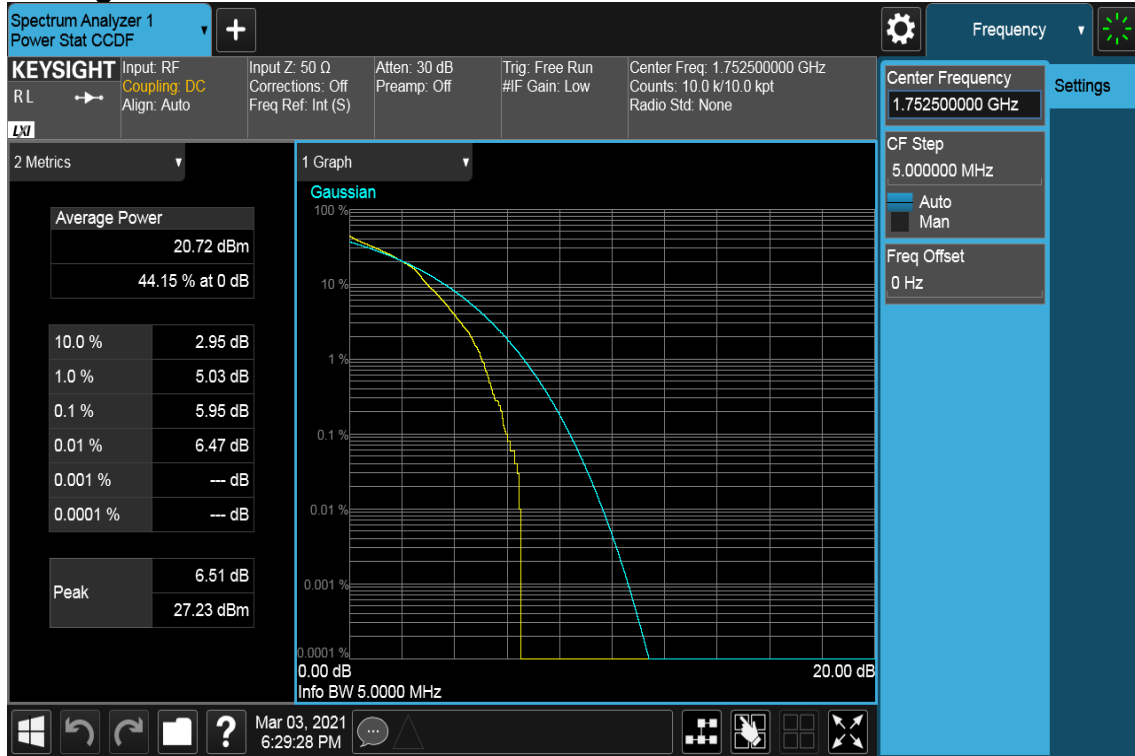 Spectrum Analyzer 1
Power Stat CCDF
Frequency
KEYSIGHT
RL
LXI
Input: RF
Coupling: DC
Align: Auto
Input Z: 50 Ω
Corrections: Off
Freq Ref: Int (S)
Atten: 30 dB
Preamp: Off
Trig: Free Run
#IF Gain: Low
Center Freq: 1.752500000 GHz
Counts: 10.0 k/10.0 kpt
Radio Std: None
Center Frequency
1.752500000 GHz
Settings
CF Step
5.000000 MHz
Auto
Man
Freq Offset
0 Hz
2 Metrics
Average Power
20.72 dBm
44.15 % at 0 dB
10.0 % 2.95 dB
1.0 % 5.03 dB
0.1 % 5.95 dB
0.01 % 6.47 dB
0.001 % --- dB
0.0001 % --- dB
Peak
6.51 dB
27.23 dBm
1 Graph
Gaussian
100 %
10 %
1 %
0.1 %
0.01 %
0.001 %
0.0001 %
0.00 dB 20.00 dB
Info BW 5.0000 MHz
?
Mar 03, 2021
6:29:28 PM